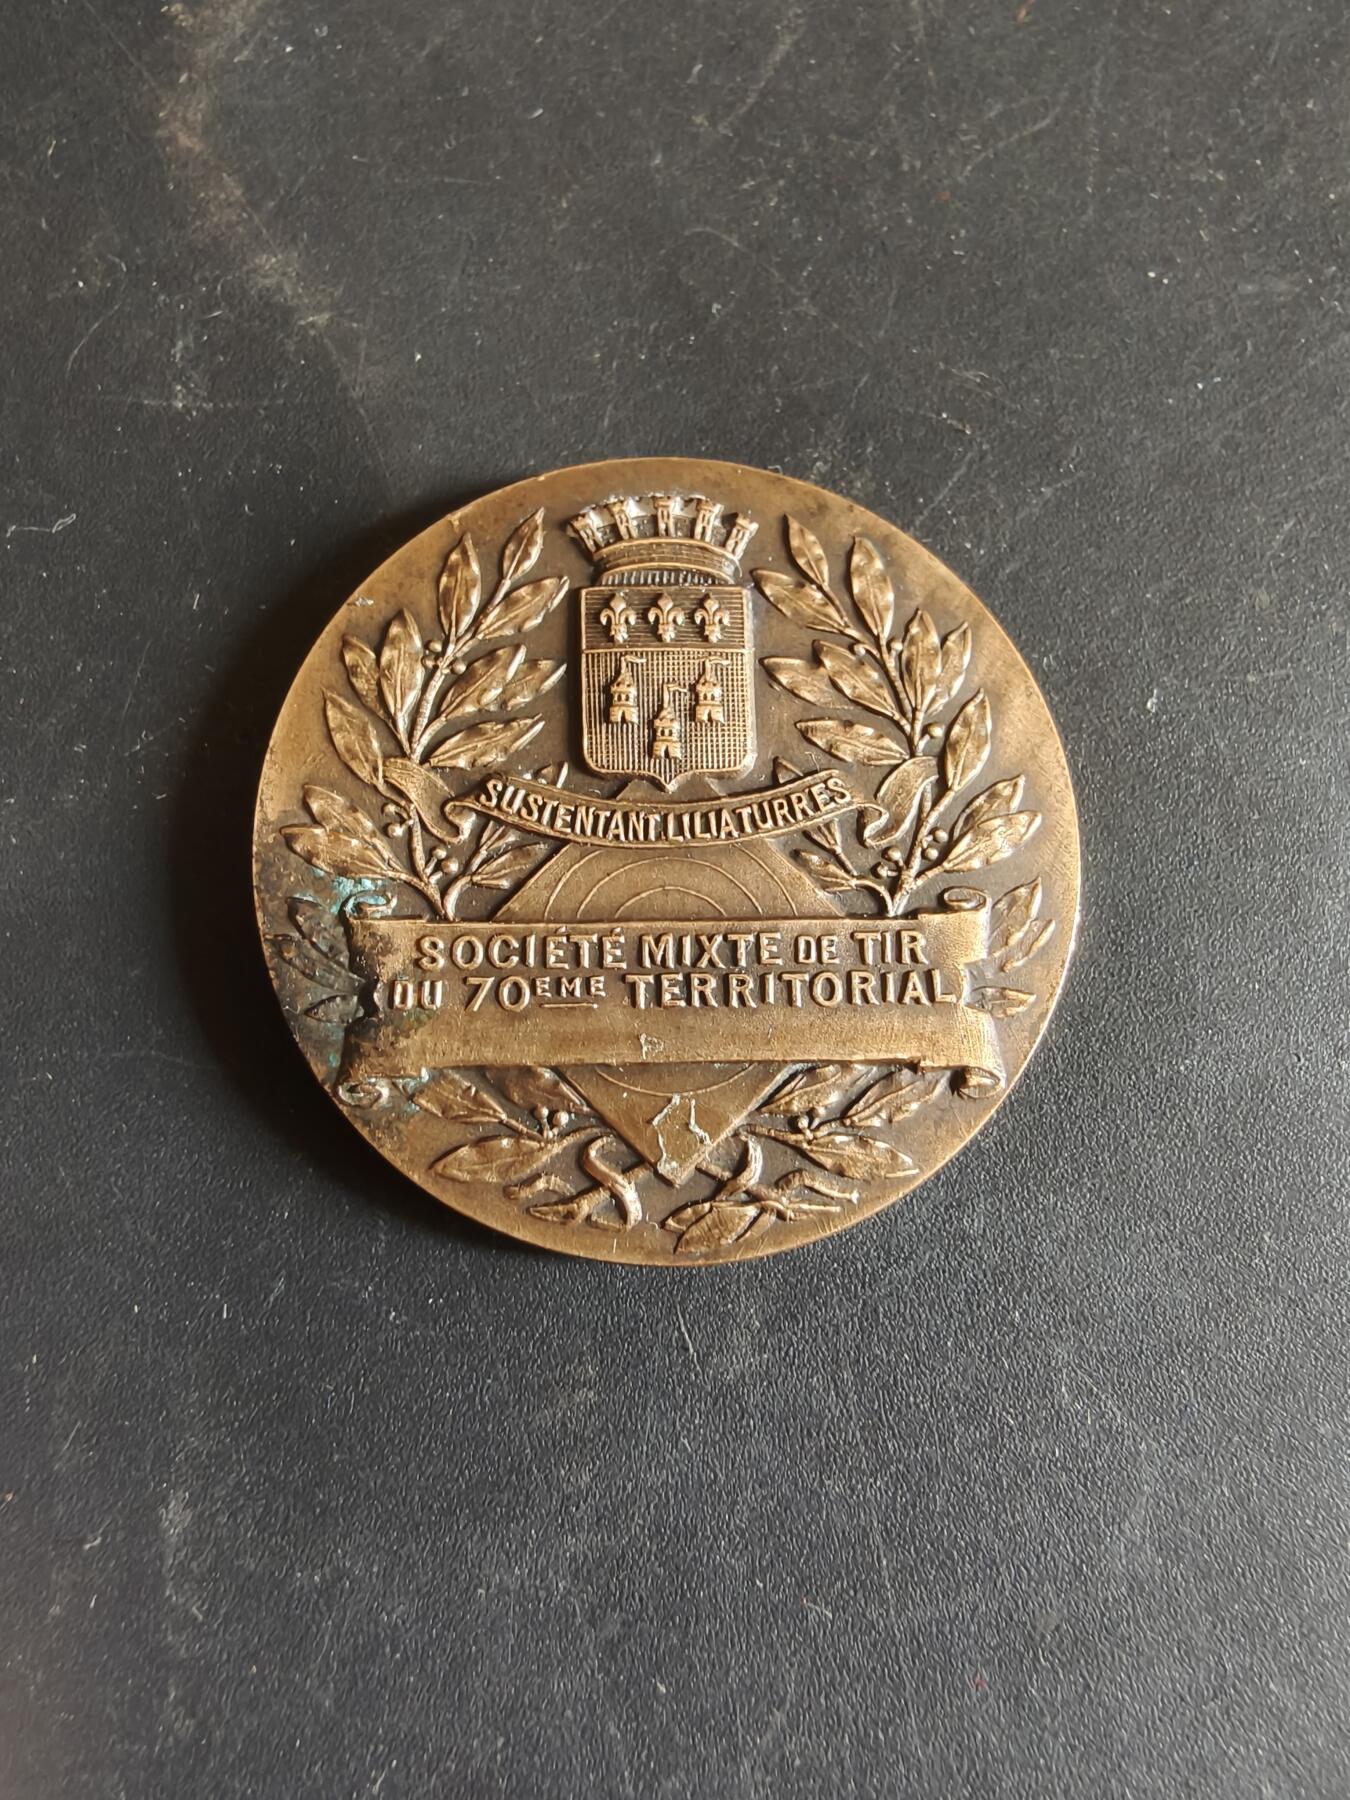 SUSTENTANT LILIA TURRES
SOCIÉTÉ MIXTE DE TIR
DU 70EME TERRITORIAL